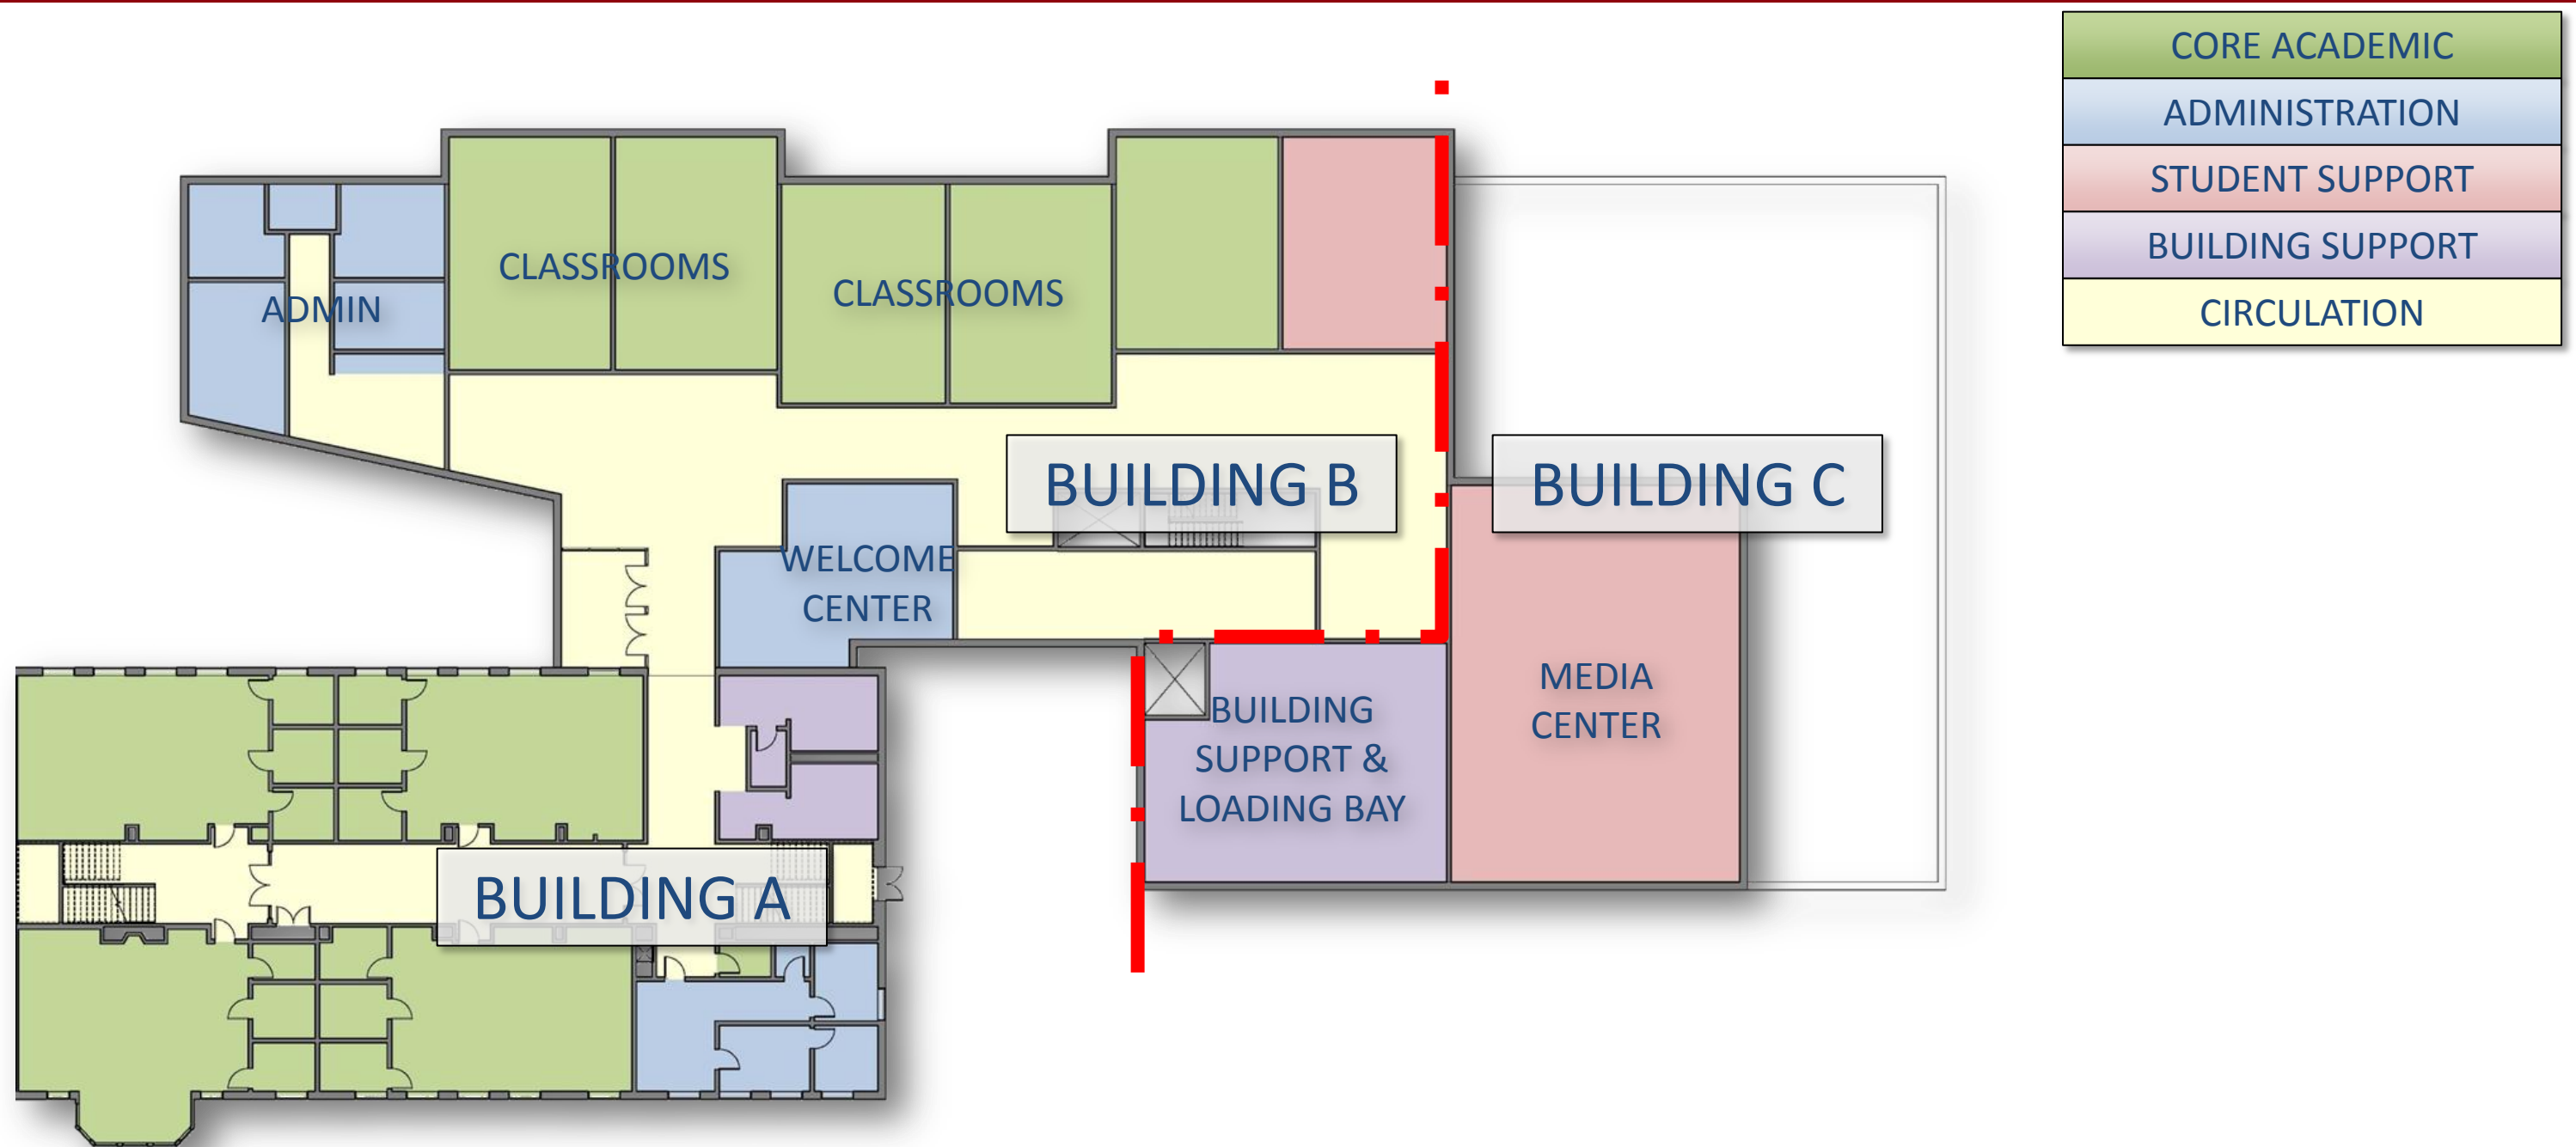 CORE ACADEMIC
ADMINISTRATION
STUDENT SUPPORT
BUILDING SUPPORT
CIRCULATION
CLASSROOMS
CLASSROOMS
ADMIN
BUILDING B
BUILDING C
WELCOME
CENTER
MEDIA
CENTER
BUILDING
SUPPORT &
LOADING BAY
BUILDING A